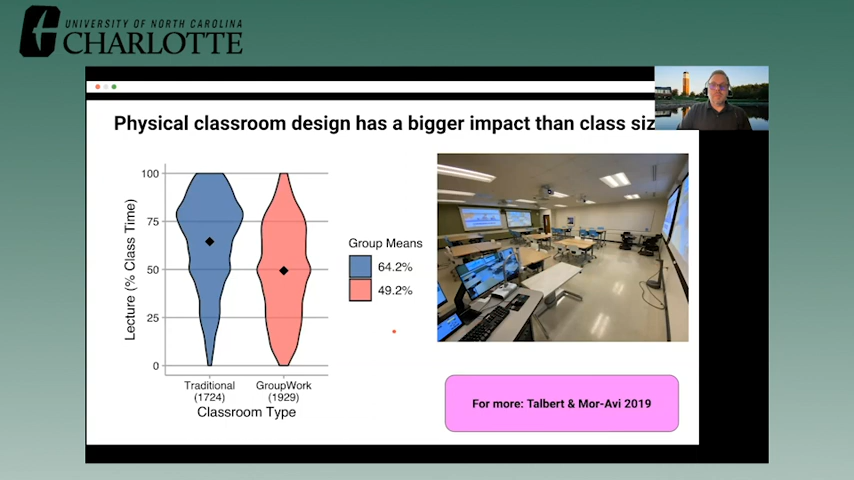 UNIVERSITY OF NORTH CAROLINA
CHARLOTTE
Physical classroom design has a bigger impact than class siz
100
75
50
25
0
Lecture (% Class Time)
Traditional
(1724)
GroupWork
(1929)
Classroom Type
Group Means
64.2%
49.2%
For more: Talbert & Mor-Avi 2019